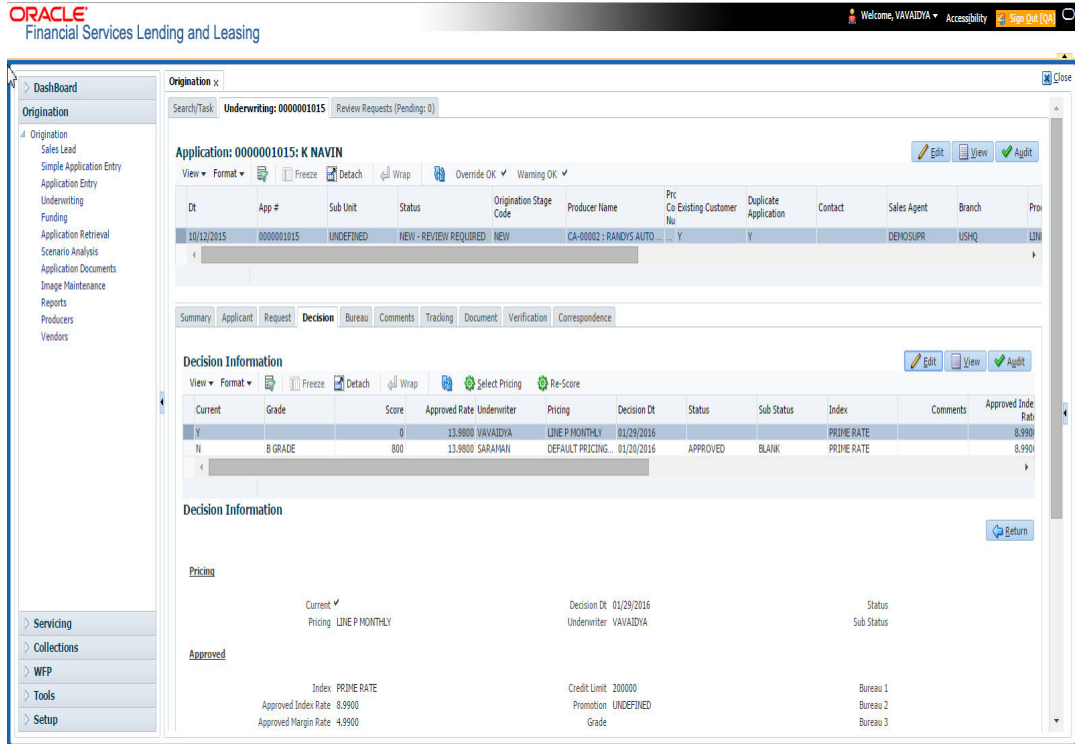 ORACLE
Financial Services Lending and Leasing
Welcome, VAVAIDYA Accessibility Sign Out [QA]
Close
DashBoard
Origination
Origination
Sales Lead
Simple Application Entry
Application Entry
Underwriting
Funding
Application Retrieval
Scenario Analysis
Application Documents
Image Maintenance
Reports
Producers
Vendors
Servicing
Collections
WFP
Tools
Setup
Origination x
Search/Task Underwriting: 0000001015 Review Requests (Pending: 0)
Application: 0000001015: K NAVIN
Edit View Audit
View Format Freeze Detach Wrap Override OK Warning OK
Dt App # Sub Unit Status Origination Stage Code Producer Name Prc Co Nu Existing Customer Duplicate Application Contact Sales Agent Branch Pro
10/12/2015 0000001015 UNDEFINED NEW - REVIEW REQUIRED NEW CA-00002 : RANDYS AUTO ... ... Y Y DEMOSUPR USHQ LIN
Summary Applicant Request Decision Bureau Comments Tracking Document Verification Correspondence
Decision Information
Edit View Audit
View Format Freeze Detach Wrap Select Pricing Re-Score
Current Grade Score Approved Rate Underwriter Pricing Decision Dt Status Sub Status Index Comments Approved Inde Rat
Y 0 13.9800 VAVAIDYA LINE P MONTHLY 01/29/2016 PRIME RATE 8.990
N B GRADE 800 13.9800 SARAMAN DEFAULT PRICING... 01/20/2016 APPROVED BLANK PRIME RATE 8.990
Decision Information
Return
Pricing
Current Decision Dt 01/29/2016 Status
Pricing LINE P MONTHLY Underwriter VAVAIDYA Sub Status
Approved
Index PRIME RATE Credit Limit 200000 Bureau 1
Approved Index Rate 8.9900 Promotion UNDEFINED Bureau 2
Approved Margin Rate 4.9900 Grade Bureau 3